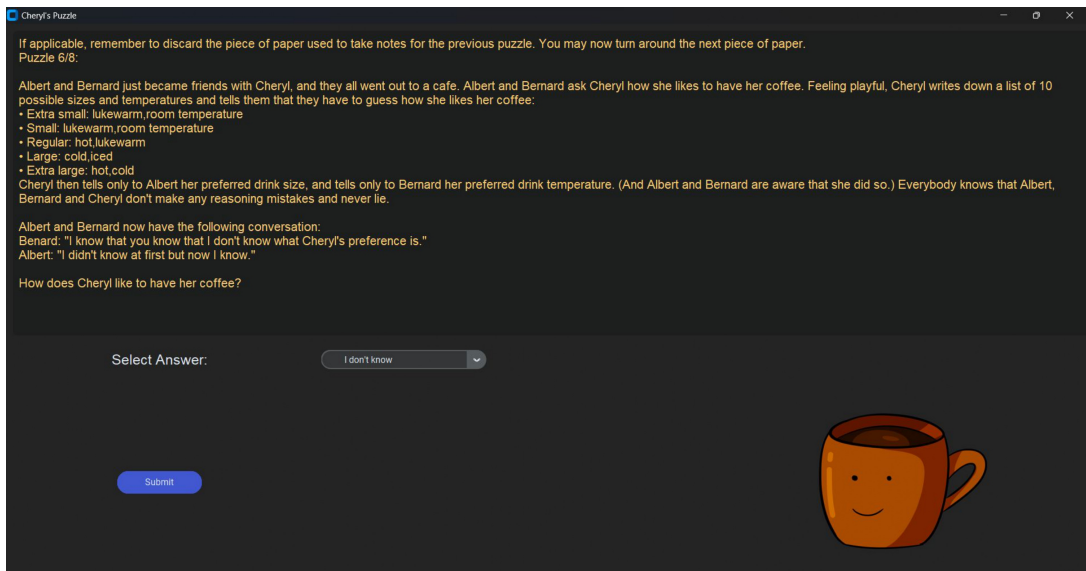 Cheryl's Puzzle
If applicable, remember to discard the piece of paper used to take notes for the previous puzzle. You may now turn around the next piece of paper.
Puzzle 6/8:
Albert and Bernard just became friends with Cheryl, and they all went out to a cafe. Albert and Bernard ask Cheryl how she likes to have her coffee. Feeling playful, Cheryl writes down a list of 10
possible sizes and temperatures and tells them that they have to guess how she likes her coffee:
• Extra small: lukewarm,room temperature
• Small: lukewarm,room temperature
• Regular: hot,lukewarm
• Large: cold,iced
• Extra large: hot,cold
Cheryl then tells only to Albert her preferred drink size, and tells only to Bernard her preferred drink temperature. (And Albert and Bernard are aware that she did so.) Everybody knows that Albert,
Bernard and Cheryl don't make any reasoning mistakes and never lie.
Albert and Bernard now have the following conversation:
Benard: "I know that you know that I don't know what Cheryl's preference is."
Albert: "I didn't know at first but now I know."
How does Cheryl like to have her coffee?
Select Answer:
I don't know
Submit